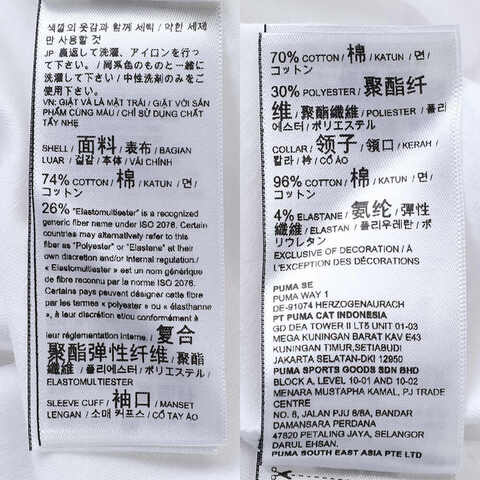 색깔의 옷감과 함께 세탁 / 약한 세제
만 사용할 것
JP: 裏返して洗濯、アイロンを行っ
て下さい。/ 同系色のものと一緒に
洗濯して下さい / 中性洗剤のみをご
使用下さい。
VN: GIẶT VÀ LÀ MẶT TRÁI / GIẶT VỚI SẢN
PHẨM CÙNG MÀU / CHỈ SỬ DỤNG CHẤT
TẨY NHẸ
SHELL / 面料 / 表布 / BAGIAN
LUAR / 겉감 / 本体 / VẢI CHÍNH
74% COTTON / 棉 / KATUN / 면 /
コットン
26% "Elastomultiester" is a recognized
generic fiber name under ISO 2076. Certain
countries may alternatively refer to this
fiber as "Polyester" or "Elastane" at their
own discretion and/or internal regulation./
« Elastomultiester » est un nom générique
de fibre reconnu par la norme ISO 2076.
Certains pays peuvent désigner cette fibre
par les termes « polyester » ou « élasthanne
», à leur discrétion et/ou conformément à
leur réglementation interne. / 复合
聚酯弹性纤维 / 聚酯
纖維 / 폴리에스터 / ポリエステル /
ELASTOMULTIESTER
SLEEVE CUFF / 袖口 / MANSET
LENGAN / 소매 커프스 / CỔ TAY ÁO
70% COTTON / 棉 / KATUN / 면 /
コットン
30% POLYESTER / 聚酯纤
维 / 聚酯纖維 / POLIESTER / 폴리
에스터 / ポリエステル
COLLAR / 领子 / 領口 / KERAH /
칼라 / 衿 / CỔ ÁO
96% COTTON / 棉 / KATUN / 면 /
コットン
4% ELASTANE / 氨纶 / 彈性
纖維 / ELASTAN / 폴리우레탄 / ポ
リウレタン
EXCLUSIVE OF DECORATION / À
L'EXCEPTION DES DÉCORATIONS
PUMA SE
PUMA WAY 1
DE-91074 HERZOGENAURACH
PT PUMA CAT INDONESIA
GD DEA TOWER II LT5 UNIT 01-03
MEGA KUNINGAN BARAT KAV E43
KUNINGAN TIMUR,SETIABUDI
JAKARTA SELATAN-DKI 12950
PUMA SPORTS GOODS SDN BHD
BLOCK A, LEVEL 10-01 AND 10-02
MENARA MUSTAPHA KAMAL, PJ TRADE
CENTRE
NO. 8, JALAN PJU 8/8A, BANDAR
DAMANSARA PERDANA
47820 PETALING JAYA, SELANGOR
DARUL EHSAN.
PUMA SOUTH EAST ASIA PTE LTD